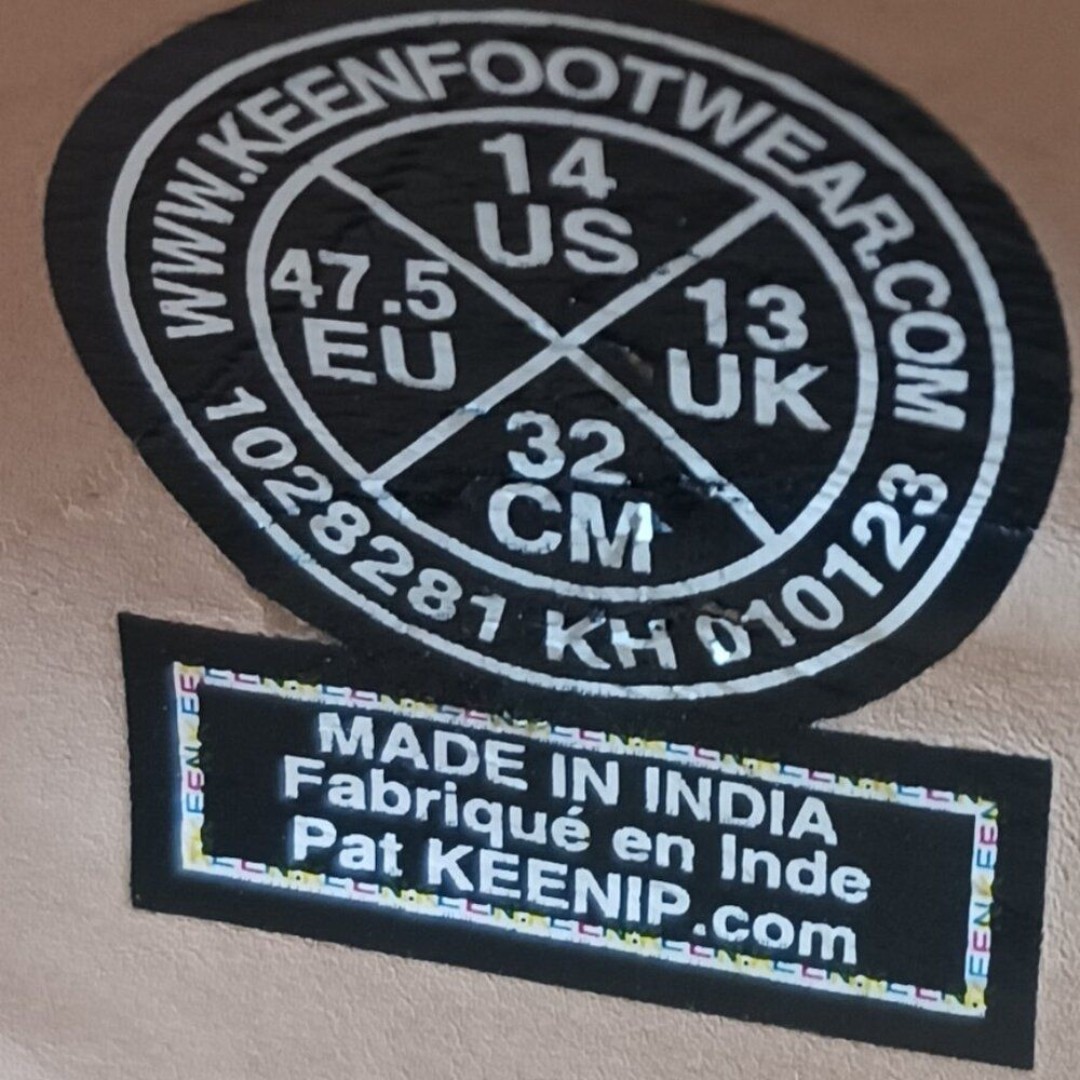 WWW.KEENFOOTWEAR.COM
14
US
47.5
EU
13
UK
32
CM
1028281 KH 010123
MADE IN INDIA
Fabriqué en Inde
Pat KEENIP.com